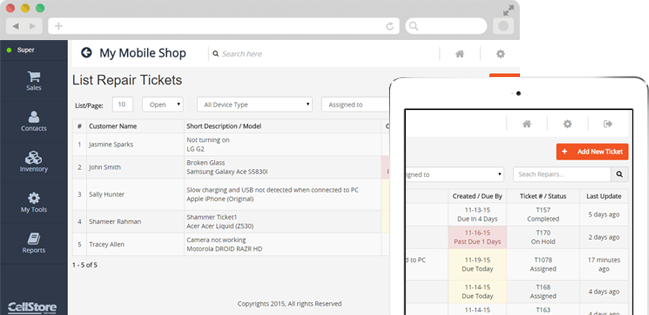 Super
My Mobile Shop
Search here
Sales
Contacts
Inventory
My Tools
Reports
CellStore
List Repair Tickets
List/Page: 10 Open All Device Type Assigned to
# Customer Name Short Description / Model C
1 Jasmine Sparks Not turning on
LG G2
2 John Smith Broken Glass
Samsung Galaxy Ace S5830I
3 Sally Hunter Slow charging and USB not detected when connected to PC
Apple iPhone (Original)
4 Shameer Rahman Shammer Ticket1
Acer Acer Liquid (Z530)
5 Tracey Allen Camera not working
Motorola DROID RAZR HD
1 - 5 of 5
Copyrights 2015, All rights Reserved
+ Add New Ticket
igned to Seach Repairs...
Created / Due By Ticket # / Status Last Update
11-13-15 T157 5 days ago
Due In 4 Days Completed
11-16-15 T170 2 days ago
Past Due 1 Days On Hold
ed to PC 11-19-15 T1078 17 minutes
Due Today Assigned ago
11-14-15 T168 4 days ago
Due Today Assigned
11-14-15 T163 4 days ago